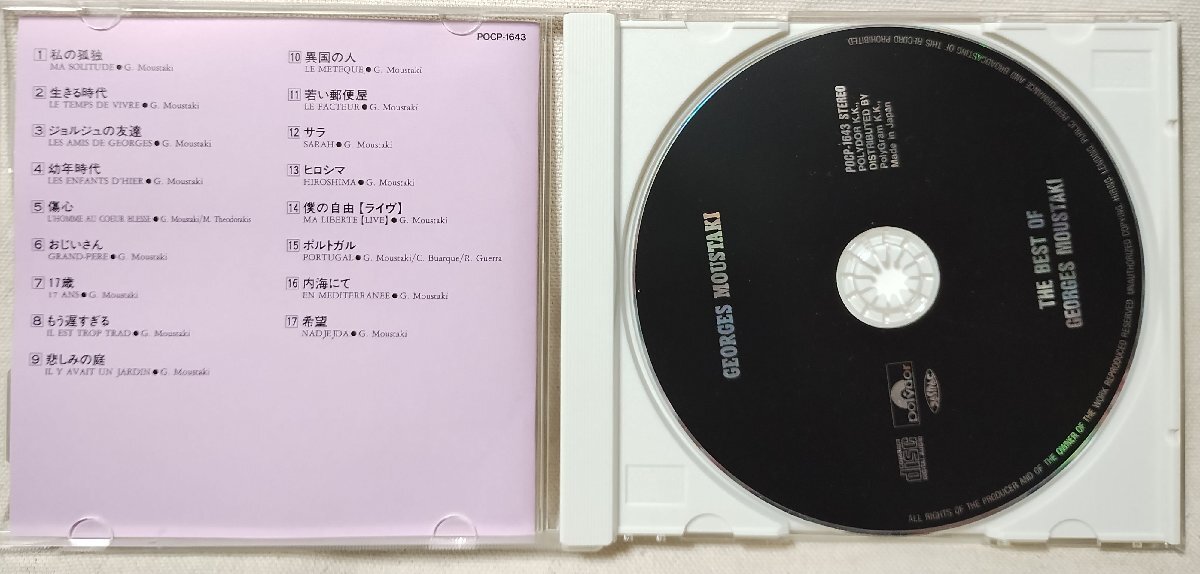 POCP-1643
1 私の孤独
MA SOLITUDE●G. Moustaki
2 生きる時代
LE TEMPS DE VIVRE●G. Moustaki
3 ジョルジュの友達
LES AMIS DE GEORGES●G. Moustaki
4 幼年時代
LES ENFANTS D'HIER●G. Moustaki
5 傷心
L'HOMME AU COEUR BLESSE●G. Moustaki/M. Theodorakis
6 おじいさん
GRAND-PERE●G. Moustaki
7 17歳
17 ANS●G. Moustaki
8 もう遅すぎる
IL EST TROP TRAD●G. Moustaki
9 悲しみの庭
IL Y AVAIT UN JARDIN●G. Moustaki
10 異国の人
LE METEQUE●G. Moustaki
11 若い郵便屋
LE FACTEUR●G. Moustaki
12 サラ
SARAH●G. Moustaki
13 ヒロシマ
HIROSHIMA●G. Moustaki
14 僕の自由【ライヴ】
MA LIBERTE【LIVE】●G. Moustaki
15 ポルトガル
PORTUGAL●G. Moustaki/C. Buarque/R. Guerra
16 内海にて
EN MEDITERRANEE●G. Moustaki
17 希望
NADJEJDA●G. Moustaki
GEORGES MOUSTAKI
POCP-1643 STEREO
POLYDOR K.K.,
DISTRIBUTED BY
PolyGram K.K.,
Made in Japan
THE BEST OF
GEORGES MOUSTAKI
polydor
JASRAC
COMPACT
disc
DIGITAL AUDIO
ALL RIGHTS OF THE PRODUCER AND OF THE OWNER OF THE WORK REPRODUCED RESERVED. UNAUTHORIZED COPYING, HIRING, LENDING, PUBLIC PERFORMANCE AND BROADCASTING OF THIS RECORD PROHIBITED.